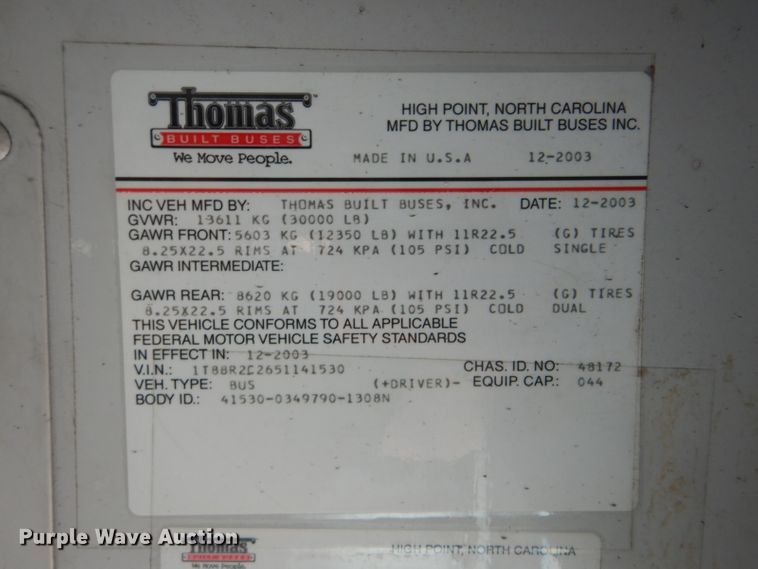 Thomas
BUILT BUSES
We Move People.
HIGH POINT, NORTH CAROLINA
MFD BY THOMAS BUILT BUSES INC.
MADE IN U.S.A 12-2003
INC VEH MFD BY: THOMAS BUILT BUSES, INC. DATE: 12-2003
GVWR: 13611 KG (30000 LB)
GAWR FRONT: 5603 KG (12350 LB) WITH 11R22.5 (G) TIRES
8.25X22.5 RIMS AT 724 KPA (105 PSI) COLD SINGLE
GAWR INTERMEDIATE:
GAWR REAR: 8620 KG (19000 LB) WITH 11R22.5 (G) TIRES
8.25X22.5 RIMS AT 724 KPA (105 PSI) COLD DUAL
THIS VEHICLE CONFORMS TO ALL APPLICABLE
FEDERAL MOTOR VEHICLE SAFETY STANDARDS
IN EFFECT IN: 12-2003
V.I.N.: 1T88R2C2651141530 CHAS. ID. NO: 48172
VEH. TYPE: BUS (+DRIVER)- EQUIP. CAP.: 044
BODY ID.: 41530-0349790-1308N
Purple Wave Auction
Thomas
BUILT BUSES
We Move People.
HIGH POINT, NORTH CAROLINA